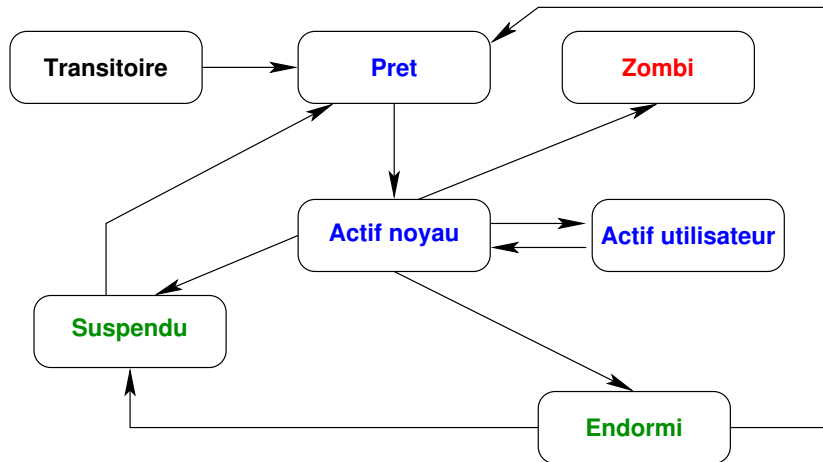 Transitoire
Pret
Zombi
Actif noyau
Actif utilisateur
Suspendu
Endormi